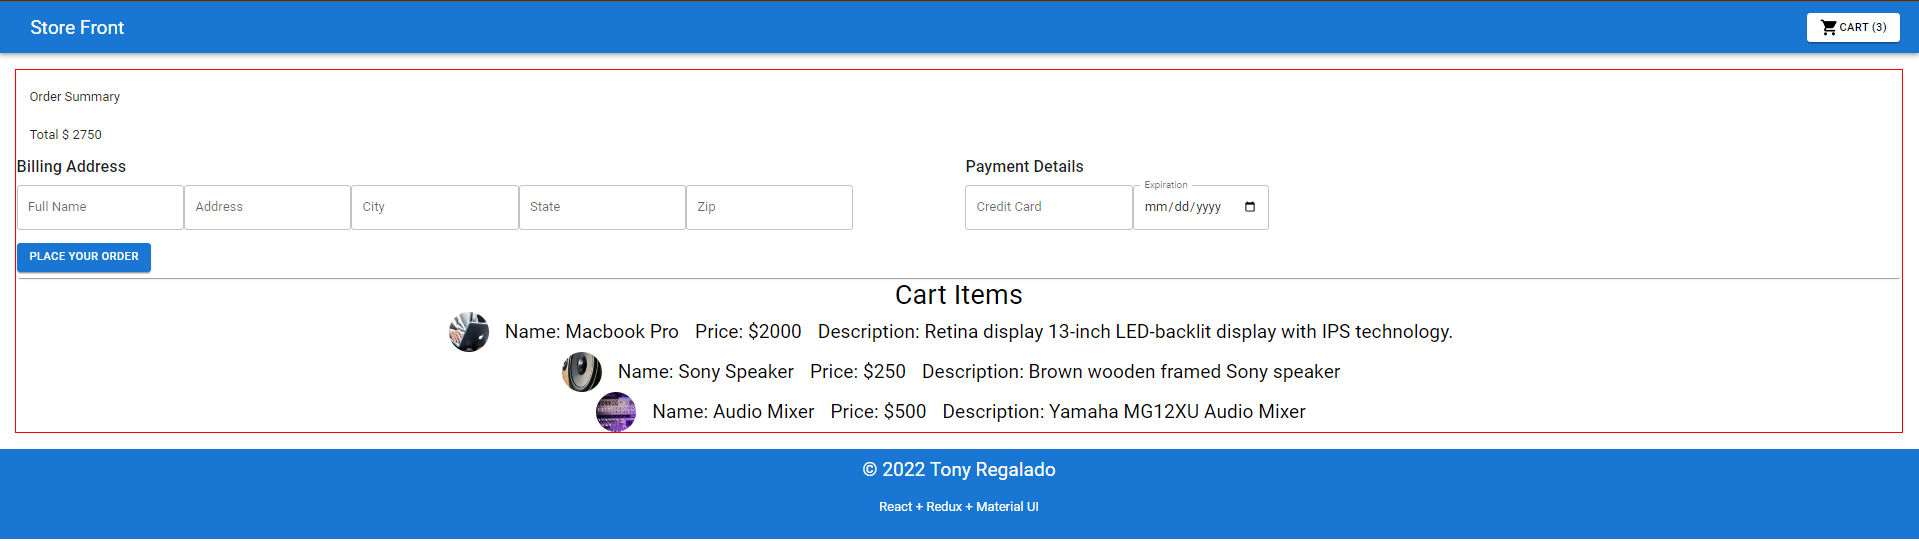 Store Front
CART (3)
Order Summary
Total $ 2750
Billing Address
Payment Details
Full Name
Address
City
State
Zip
Credit Card
Expiration
mm/dd/yyyy
PLACE YOUR ORDER
Cart Items
Name: Macbook Pro Price: $2000 Description: Retina display 13-inch LED-backlit display with IPS technology.
Name: Sony Speaker Price: $250 Description: Brown wooden framed Sony speaker
Name: Audio Mixer Price: $500 Description: Yamaha MG12XU Audio Mixer
© 2022 Tony Regalado
React + Redux + Material UI